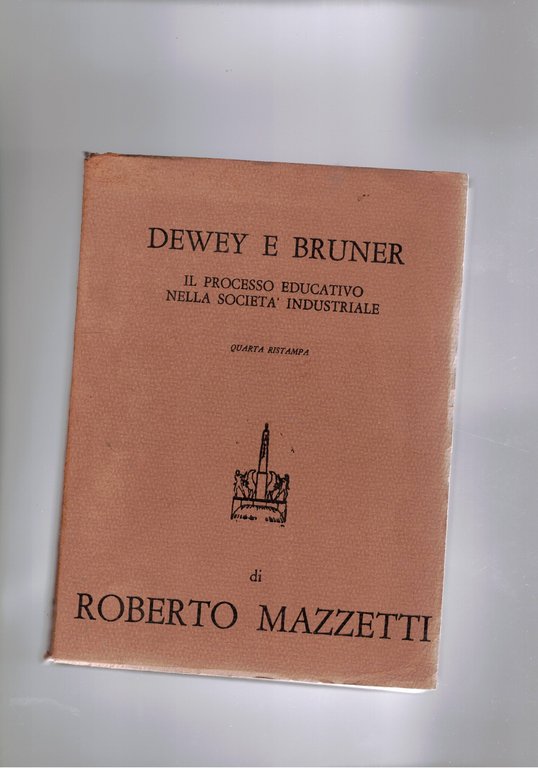 DEWEY E BRUNER
IL PROCESSO EDUCATIVO
NELLA SOCIETA' INDUSTRIALE
QUARTA RISTAMPA
di
ROBERTO MAZZETTI